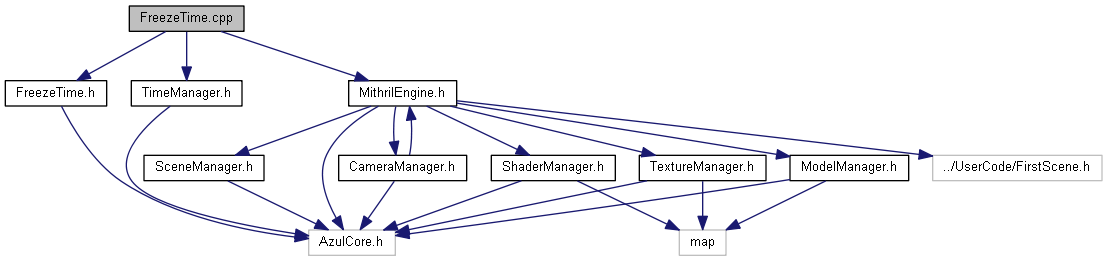 FreezeTime.cpp
FreezeTime.h
TimeManager.h
MithrilEngine.h
SceneManager.h
CameraManager.h
ShaderManager.h
TextureManager.h
ModelManager.h
../UserCode/FirstScene.h
AzulCore.h
map